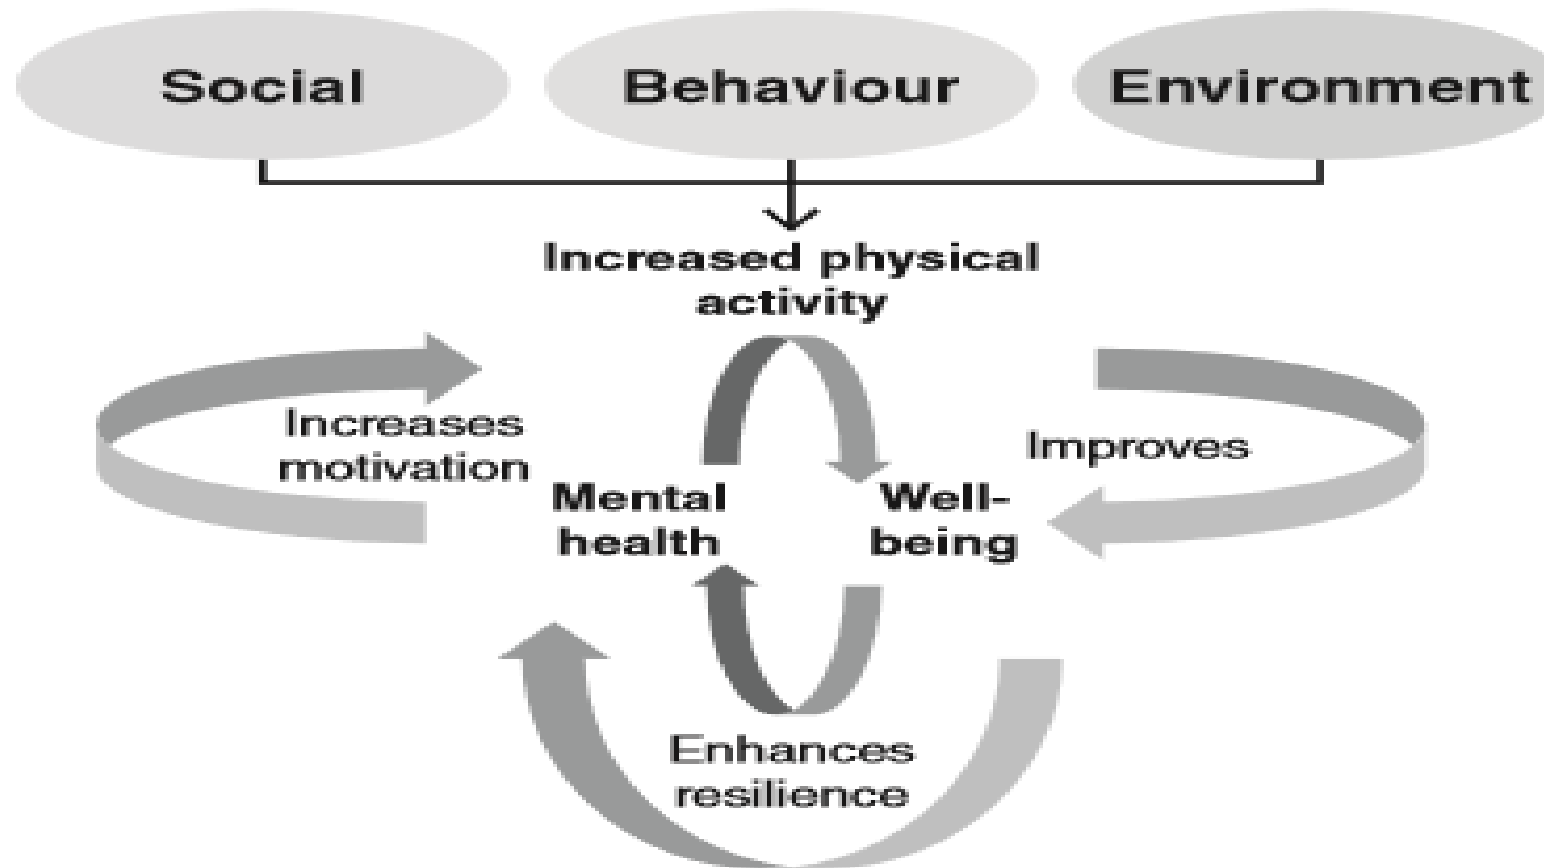 Social
Behaviour
Environment
Increased physical
activity
Increases
motivation
Improves
Mental
health
Well-
being
Enhances
resilience